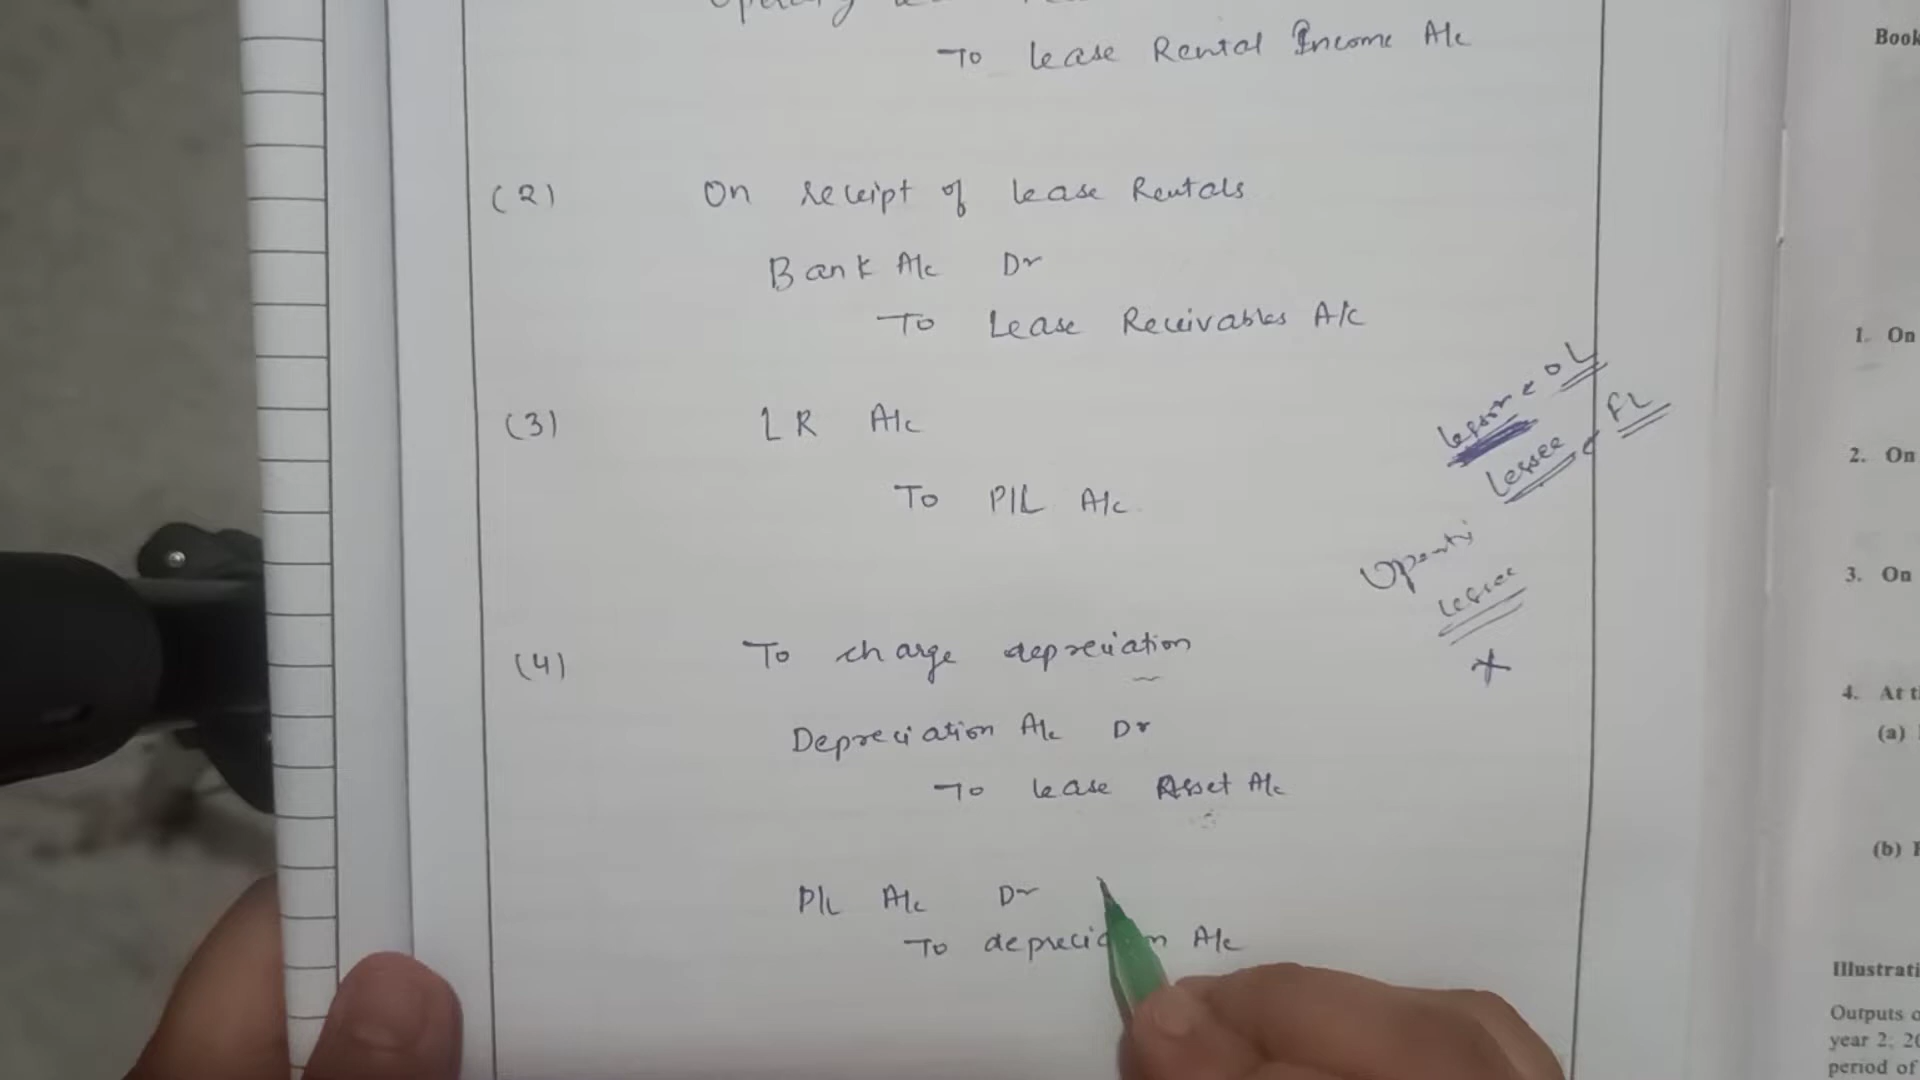 To lease Rental Income A/c
(2) On receipt of lease Rentals
Bank A/c Dr
To Lease Receivables A/c
(3) LR A/c
To P/L A/c.
(4) To charge depreciation
Depreciation A/c Dr
To lease Asset A/c
P/L A/c Dr
To A/c
OL
Lessee FL
lessee
Book
1. On
2. On
3. On
4. At t
(a)
(b)
Illustrati
Outputs o
year 2; 20
period of